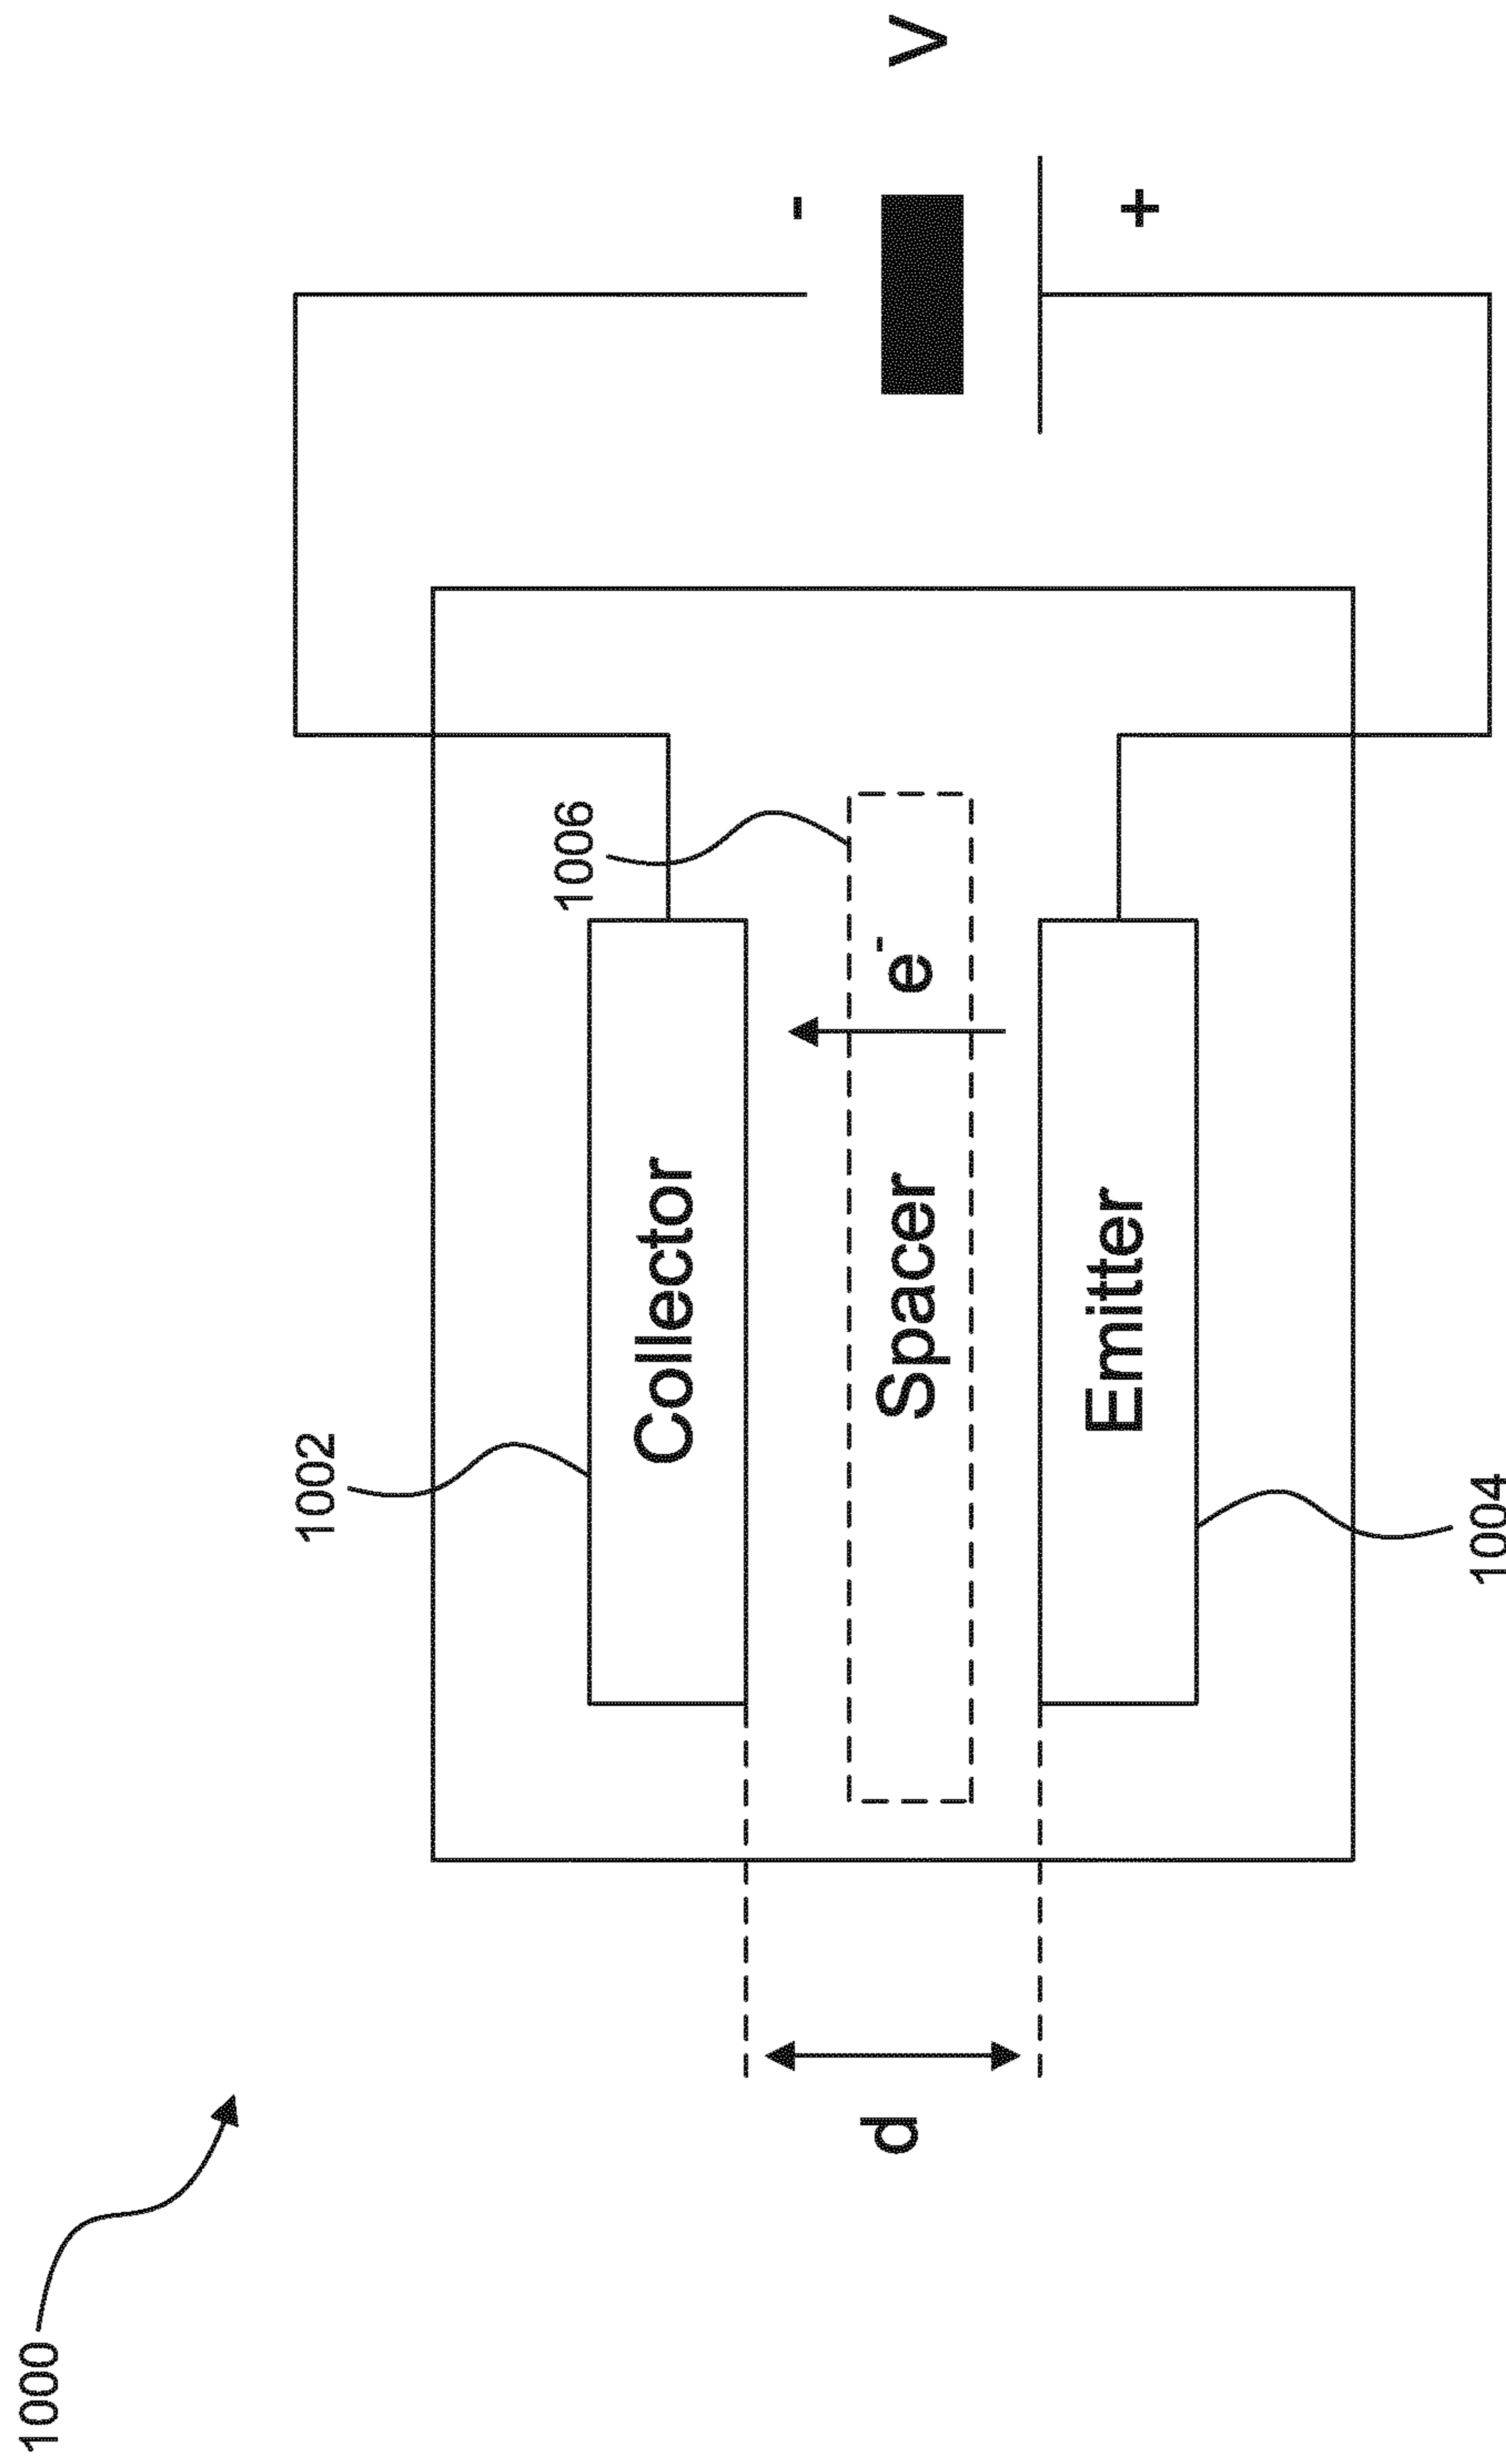 1000
1002
Collector
1006
-
V
d
Spacer
e⁻
Emitter
+
1004